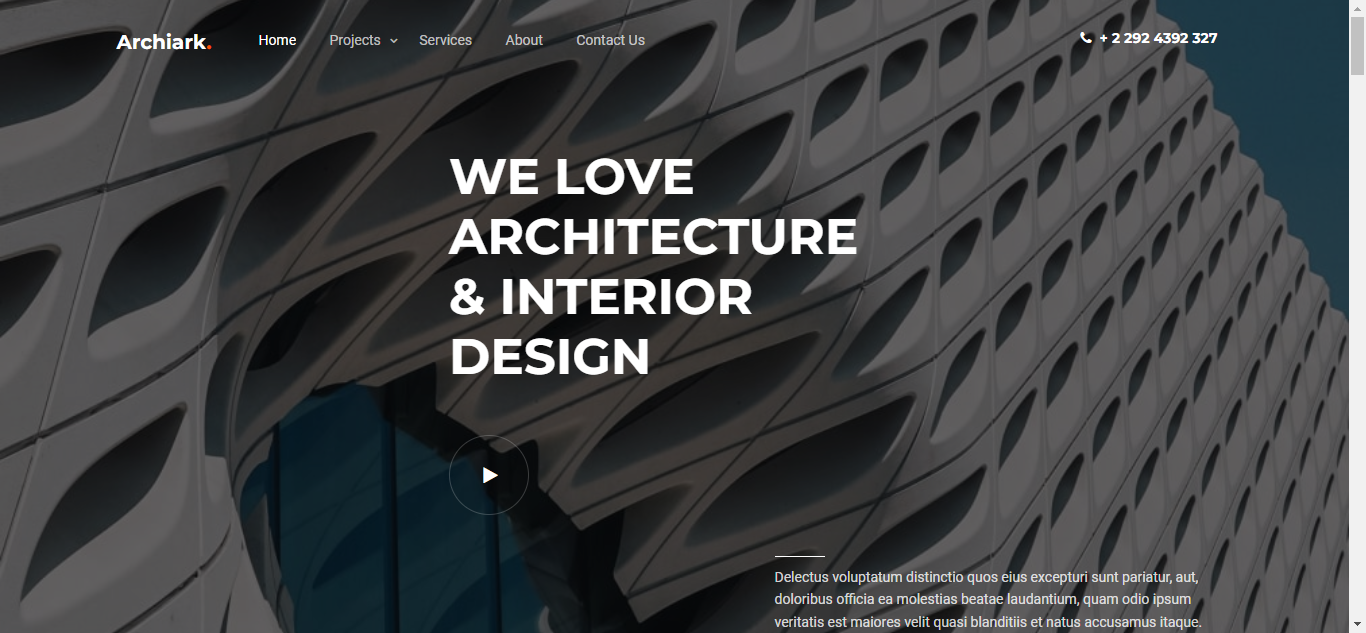 Archiark.
Home
Projects
Services
About
Contact Us
+ 2 292 4392 327
WE LOVE
ARCHITECTURE
& INTERIOR
DESIGN
Delectus voluptatum distinctio quos eius excepturi sunt pariatur, aut,
doloribus officia ea molestias beatae laudantium, quam odio ipsum
veritatis est maiores velit quasi blanditiis et natus accusamus itaque.